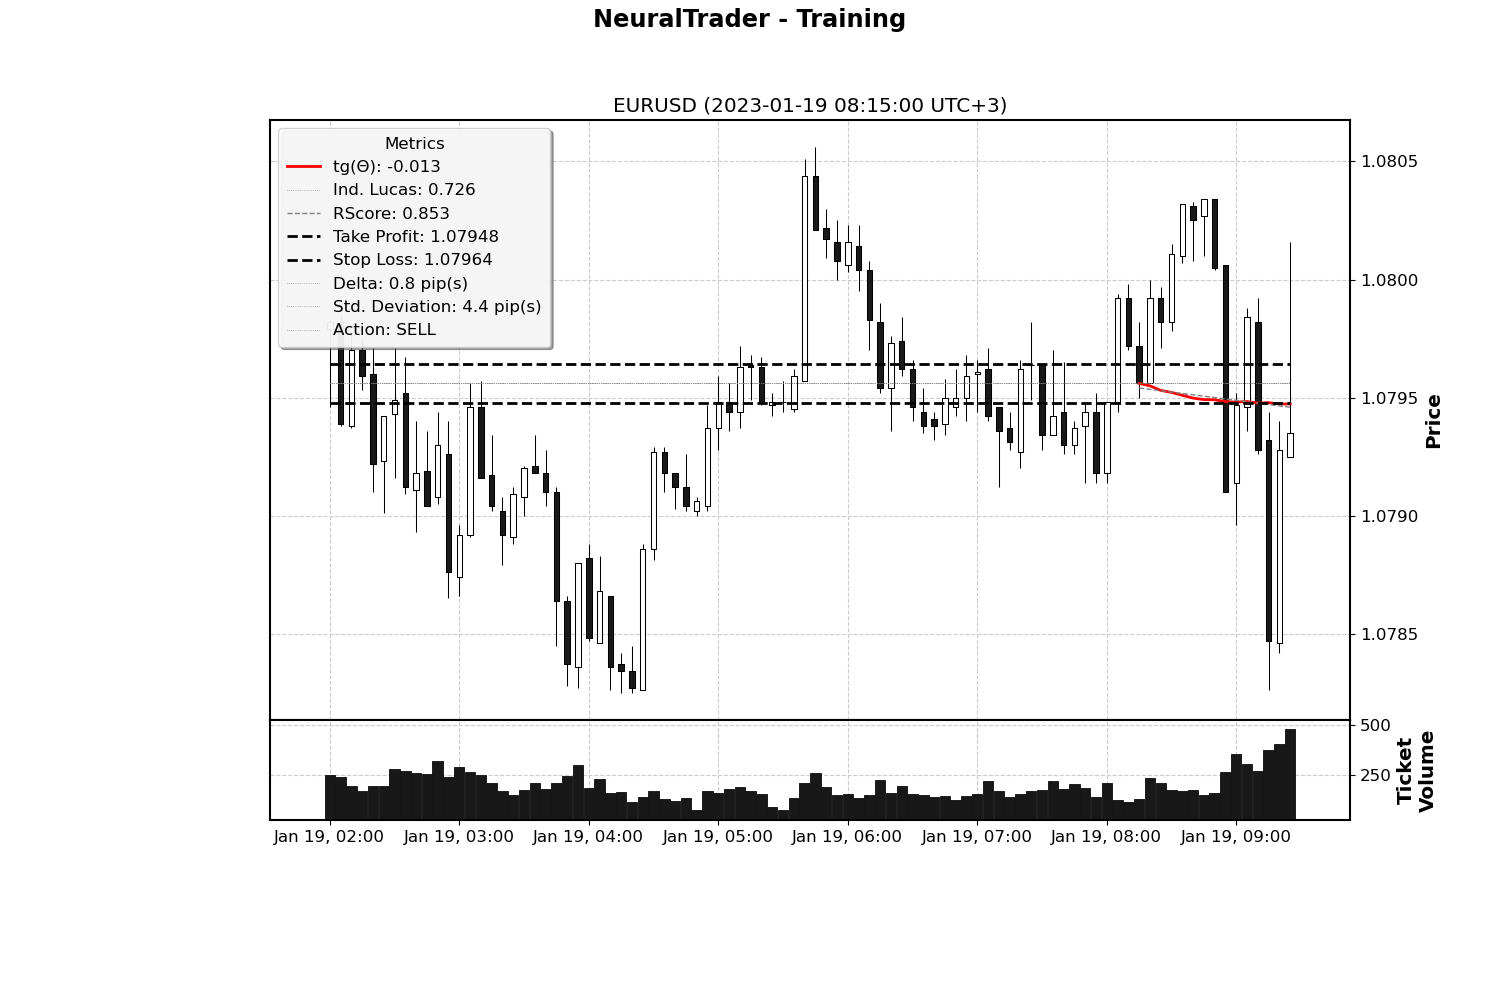 NeuralTrader - Training
EURUSD (2023-01-19 08:15:00 UTC+3)
Metrics
tg(Θ): -0.013
Ind. Lucas: 0.726
RScore: 0.853
Take Profit: 1.07948
Stop Loss: 1.07964
Delta: 0.8 pip(s)
Std. Deviation: 4.4 pip(s)
Action: SELL
1.0805
1.0800
1.0795
1.0790
1.0785
Price
500
250
Ticket
Volume
Jan 19, 02:00 Jan 19, 03:00 Jan 19, 04:00 Jan 19, 05:00 Jan 19, 06:00 Jan 19, 07:00 Jan 19, 08:00 Jan 19, 09:00